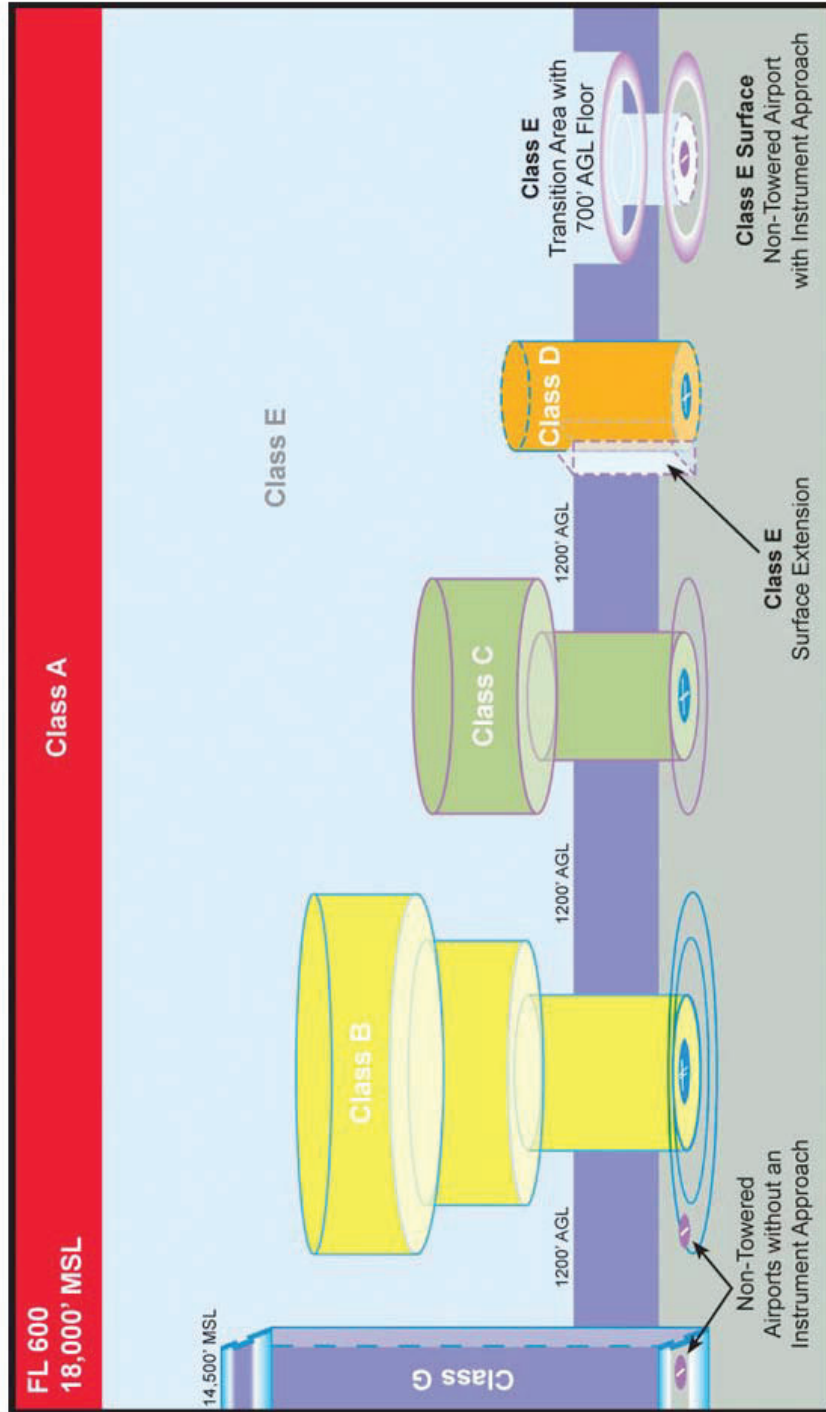 FL 600
18,000' MSL
Class A
14,500' MSL
Class G
Class B
Class C
Class D
Class E
Class E
Transition Area with
700' AGL Floor
1200' AGL
1200' AGL
1200' AGL
Non-Towered
Airports without an
Instrument Approach
Class E
Surface Extension
Class E Surface
Non-Towered Airport
with Instrument Approach